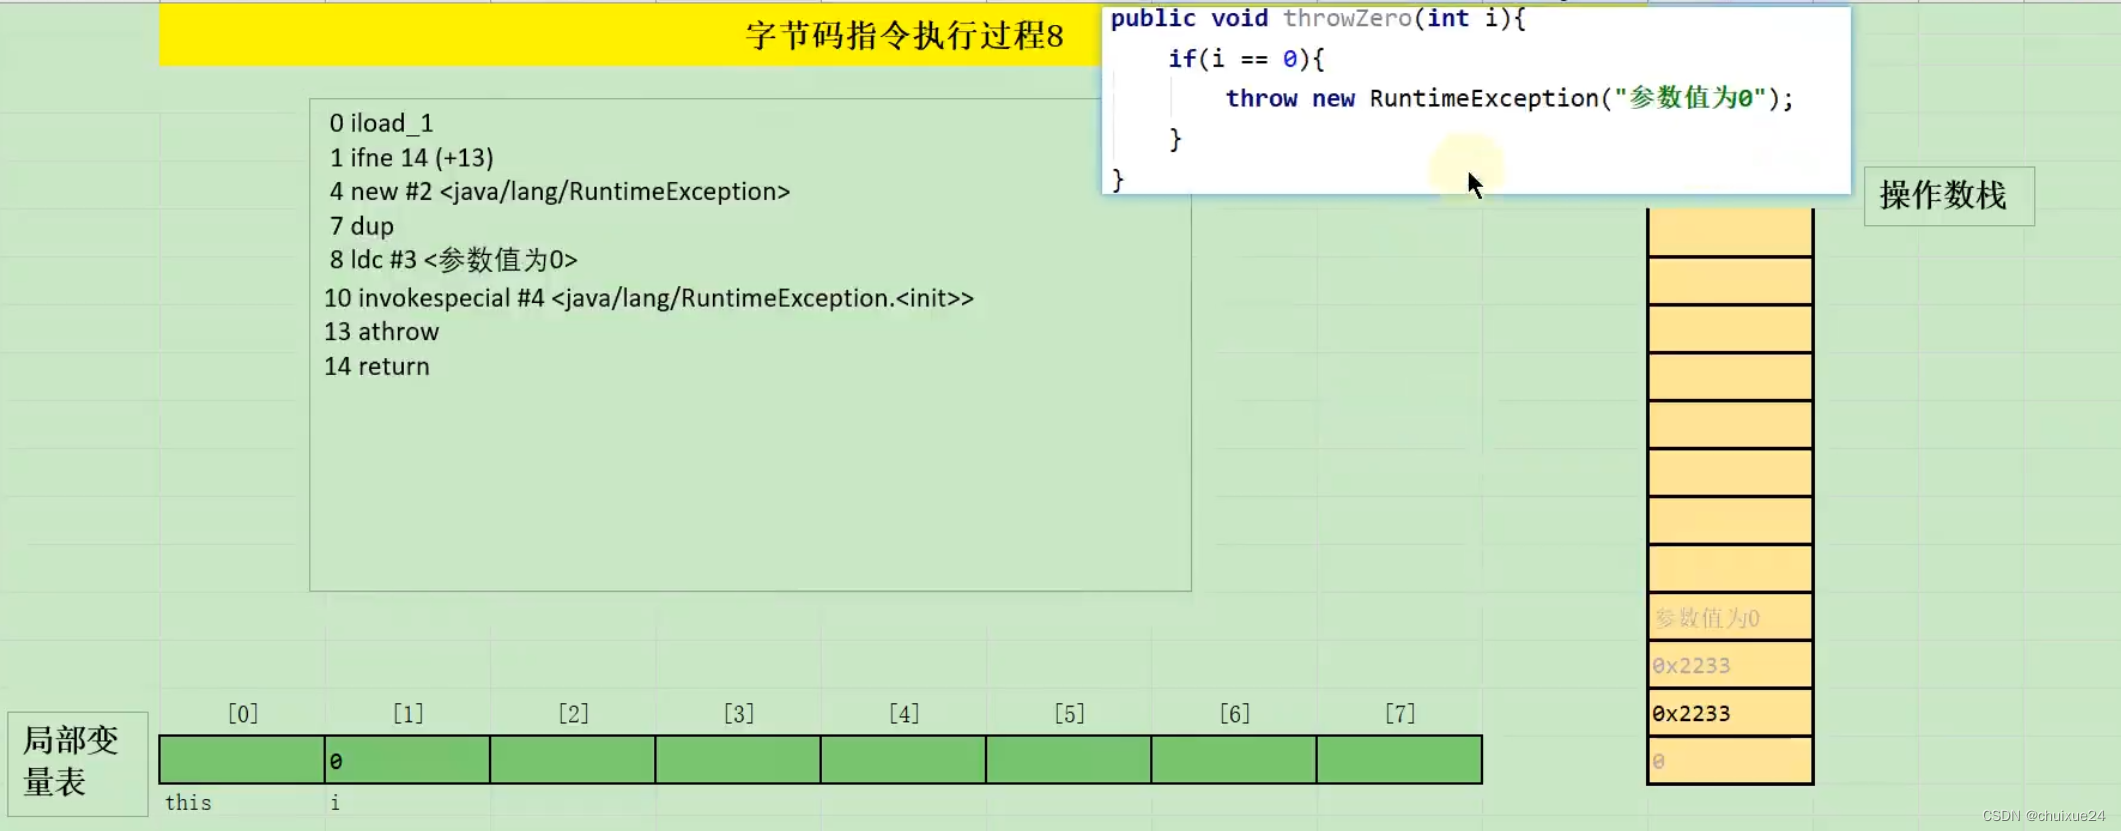 字节码指令执行过程8
public void throwZero(int i){
if(i == 0){
throw new RuntimeException("参数值为0");
}
}
0 iload_1
1 ifne 14 (+13)
4 new #2 <java/lang/RuntimeException>
7 dup
8 ldc #3 <参数值为0>
10 invokespecial #4 <java/lang/RuntimeException.<init>>
13 athrow
14 return
操作数栈
参数值为0
0x2233
0x2233
0
局部变
量表
[0] [1] [2] [3] [4] [5] [6] [7]
0
this i
CSDN @chuixue24